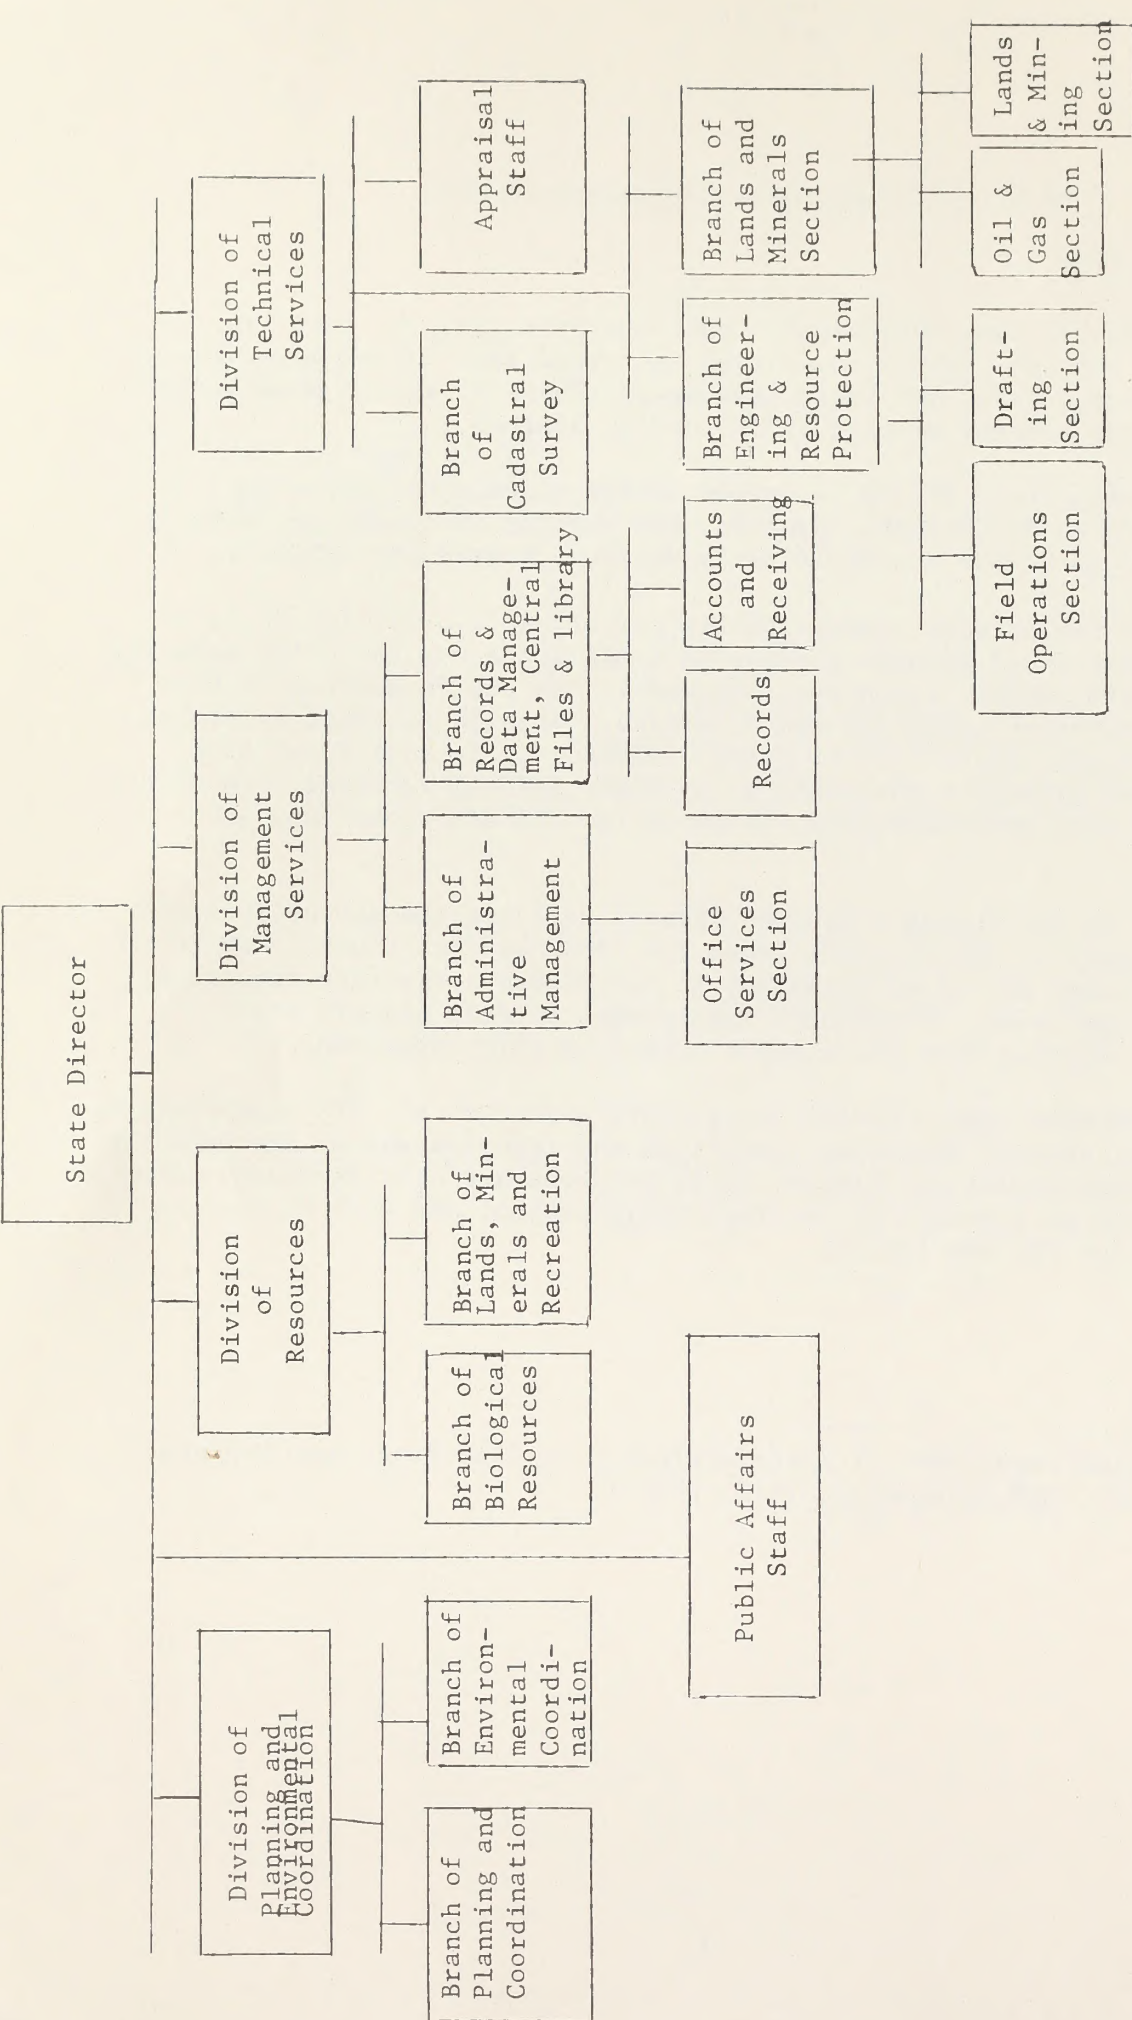 State Director
Division of
Planning and
Environmental
Coordination
Division
of
Resources
Division of
Management
Services
Division of
Technical
Services
Branch of
Planning and
Coordination
Branch of
Environ-
mental
Coordi-
nation
Branch of
Biological
Resources
Branch of
Lands, Min-
erals and
Recreation
Branch of
Administra-
tive
Management
Branch of
Records &
Data Manage-
ment, Central
Files & library
Branch
of
Cadastral
Survey
Appraisal
Staff
Public Affairs
Staff
Office
Services
Section
Records
Accounts
and
Receiving
Branch of
Engineer-
ing &
Resource
Protection
Branch of
Lands and
Minerals
Section
Field
Operations
Section
Draft-
ing
Section
Oil &
Gas
Section
Lands
& Min-
ing
Section